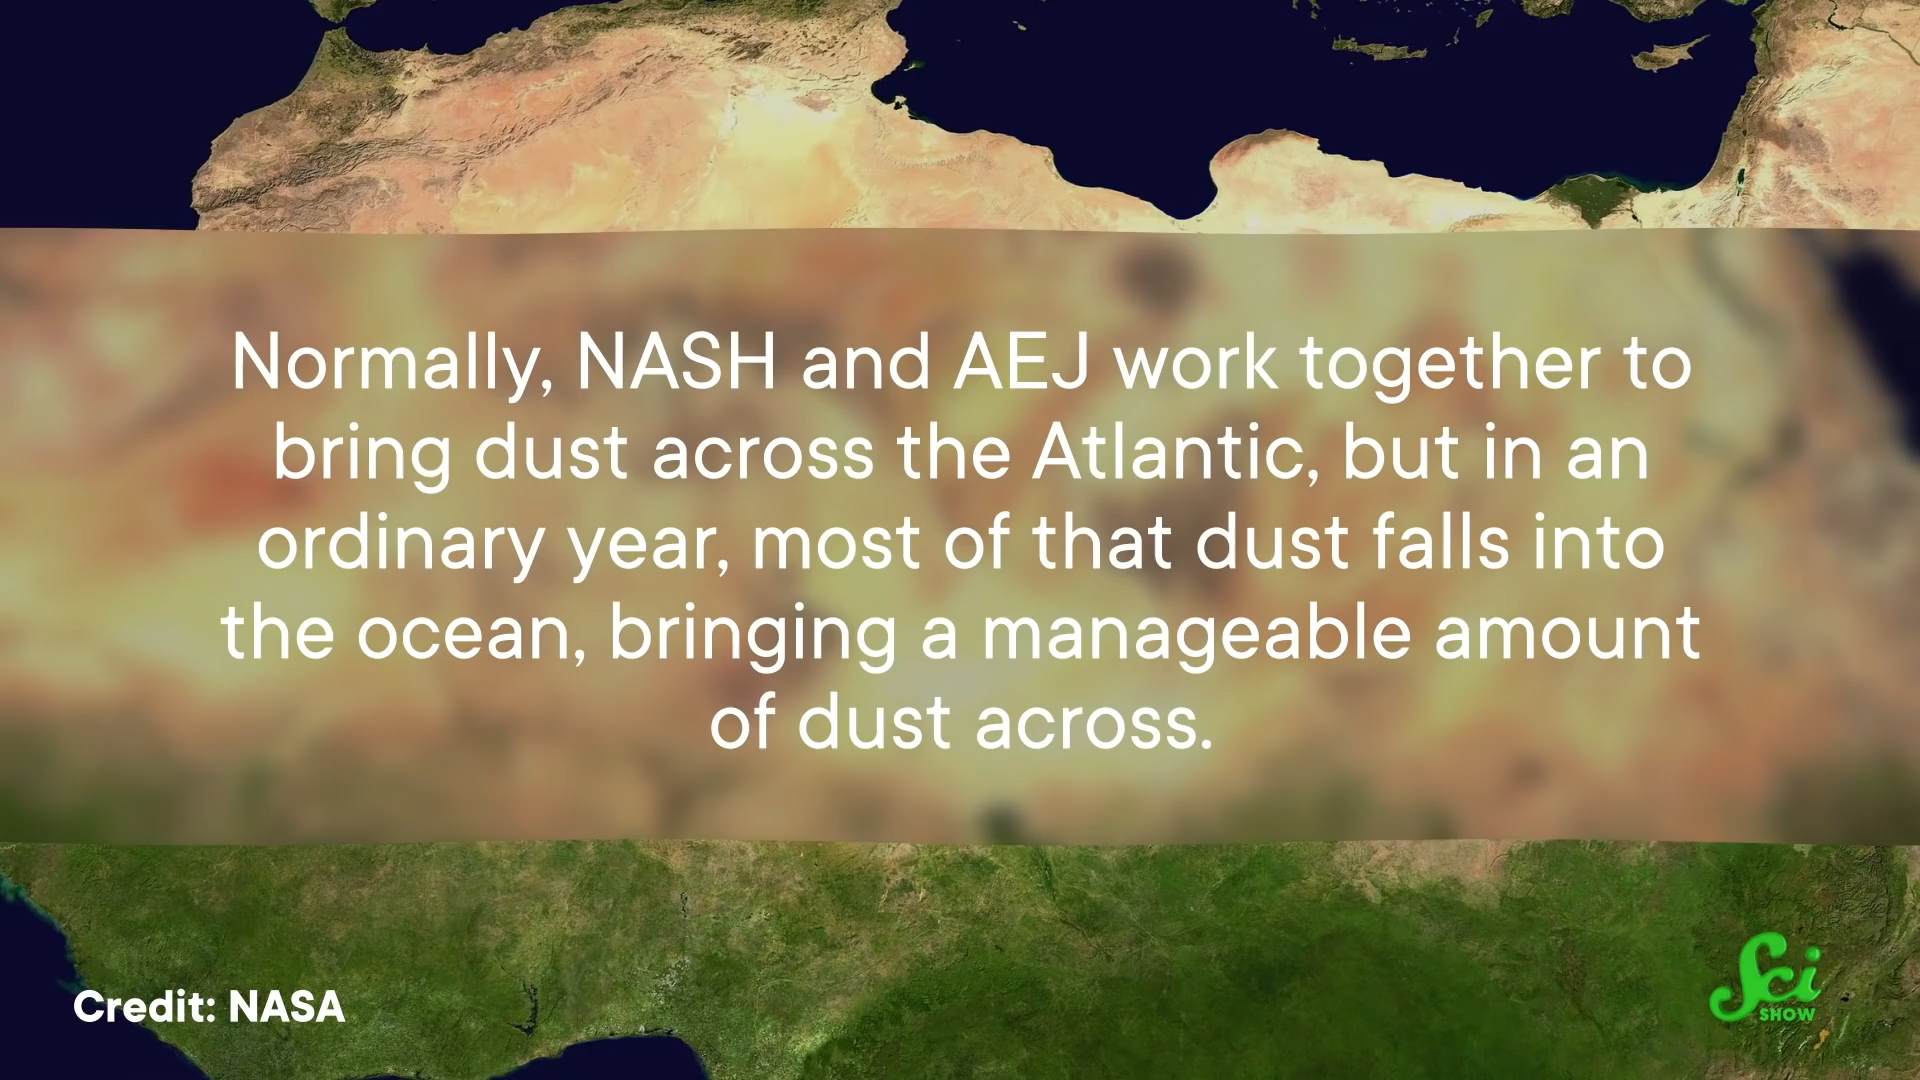 Normally, NASH and AEJ work together to
bring dust across the Atlantic, but in an
ordinary year, most of that dust falls into
the ocean, bringing a manageable amount
of dust across.
Credit: NASA
Sci
SHOW